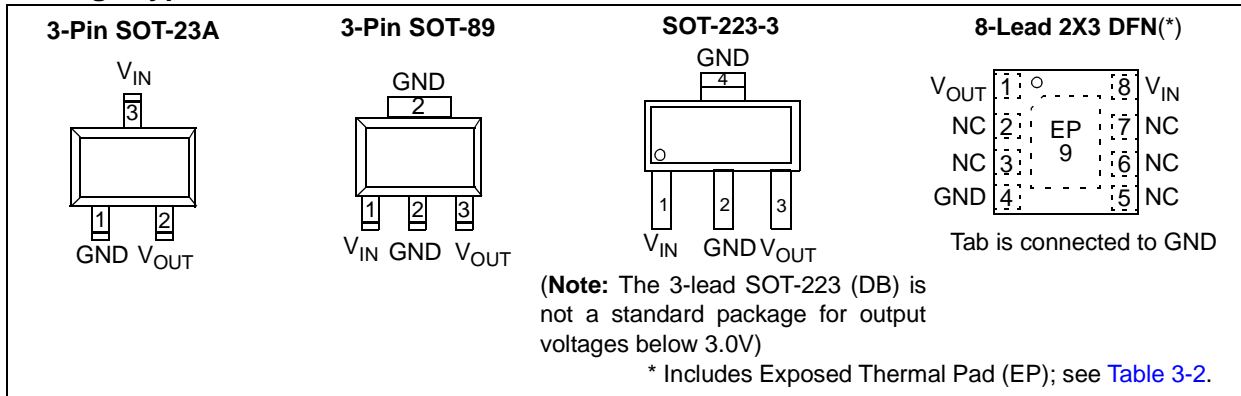 3-Pin SOT-23A
VIN
3
1 2
GND VOUT
3-Pin SOT-89
GND
2
1 2 3
VIN GND VOUT
SOT-223-3
GND
4
1 2 3
VIN GND VOUT
(Note: The 3-lead SOT-223 (DB) is
not a standard package for output
voltages below 3.0V)
8-Lead 2X3 DFN(*)
VOUT 1 8 VIN
NC 2 EP 7 NC
NC 3 9 6 NC
GND 4 5 NC
Tab is connected to GND
* Includes Exposed Thermal Pad (EP); see Table 3-2.